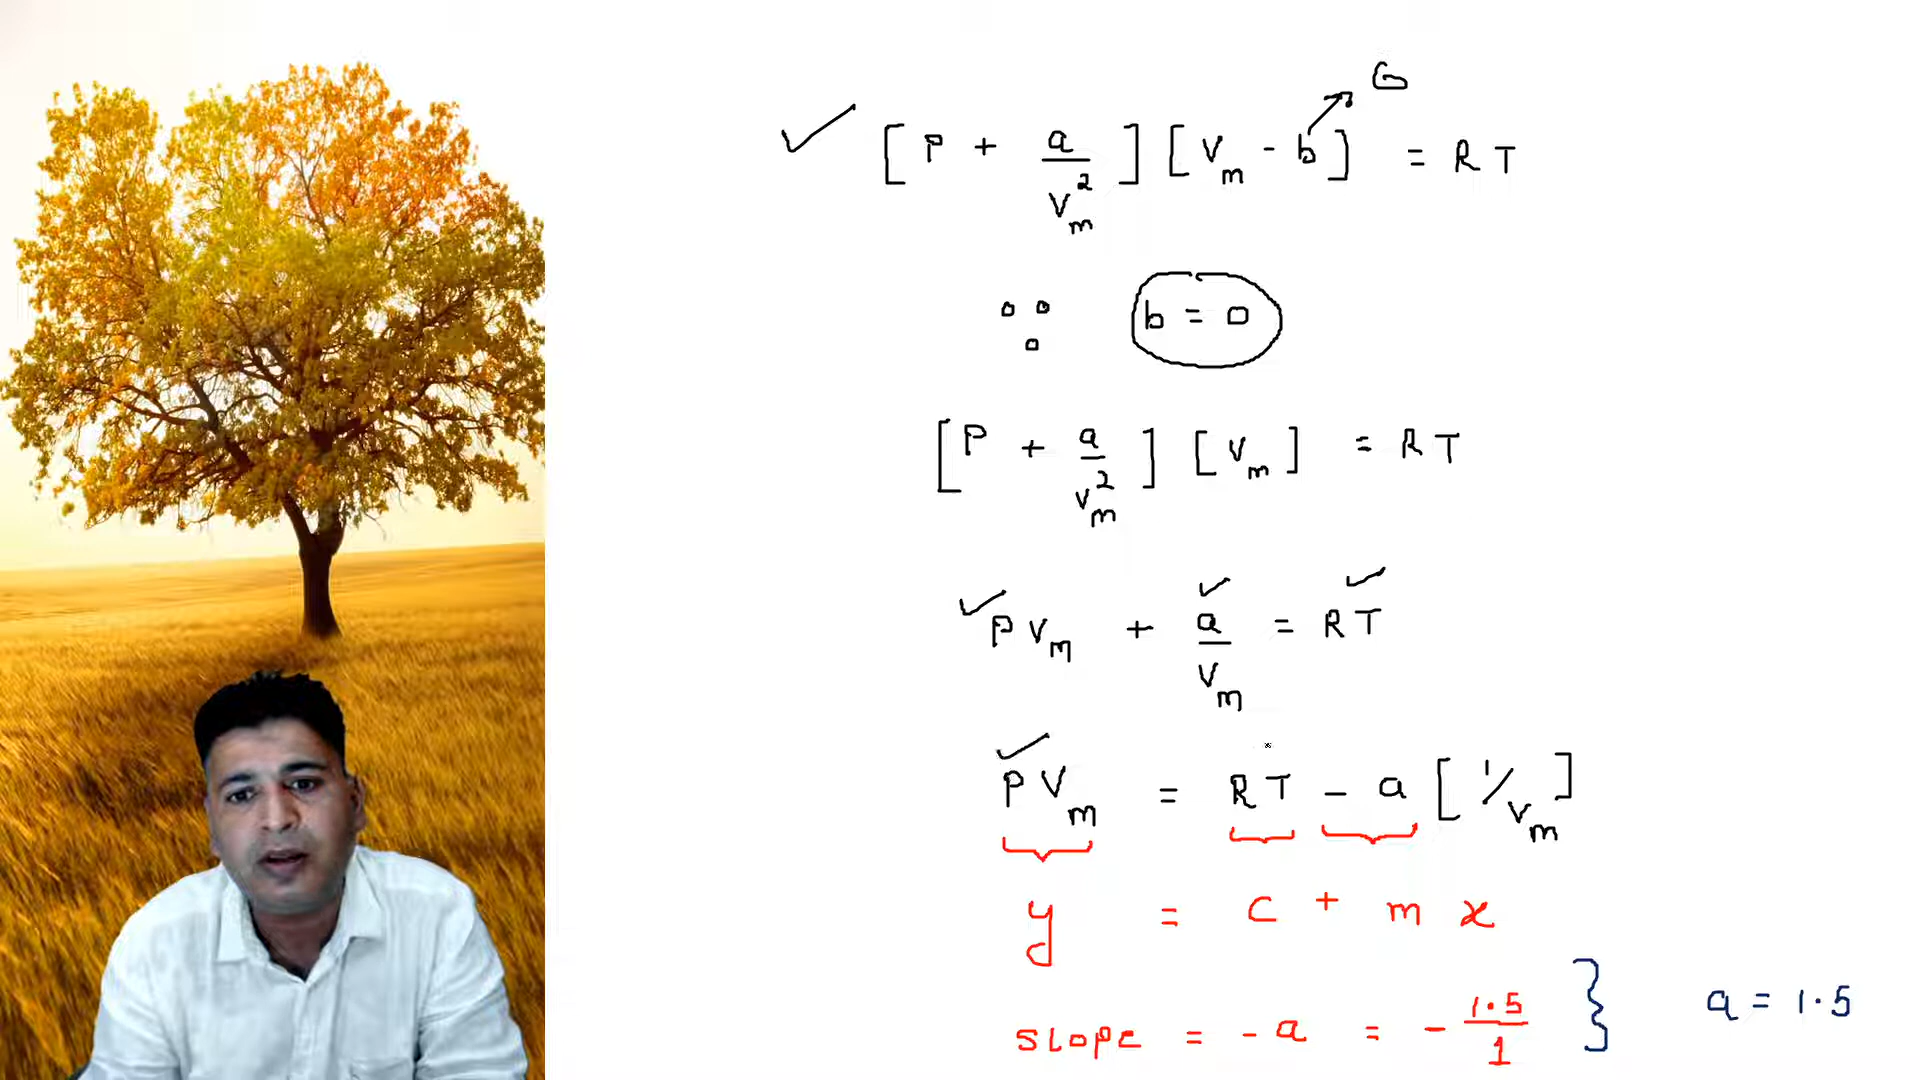 ✓ [P + a/Vm²] [Vm - b] = RT
∴ b = 0
[P + a/Vm²] [Vm] = RT
✓PVm + a/Vm ✓ = RT ✓
✓PVm = RT - a [1/Vm]
y = c + m x
slope = - a = - 1.5/1 } a = 1.5